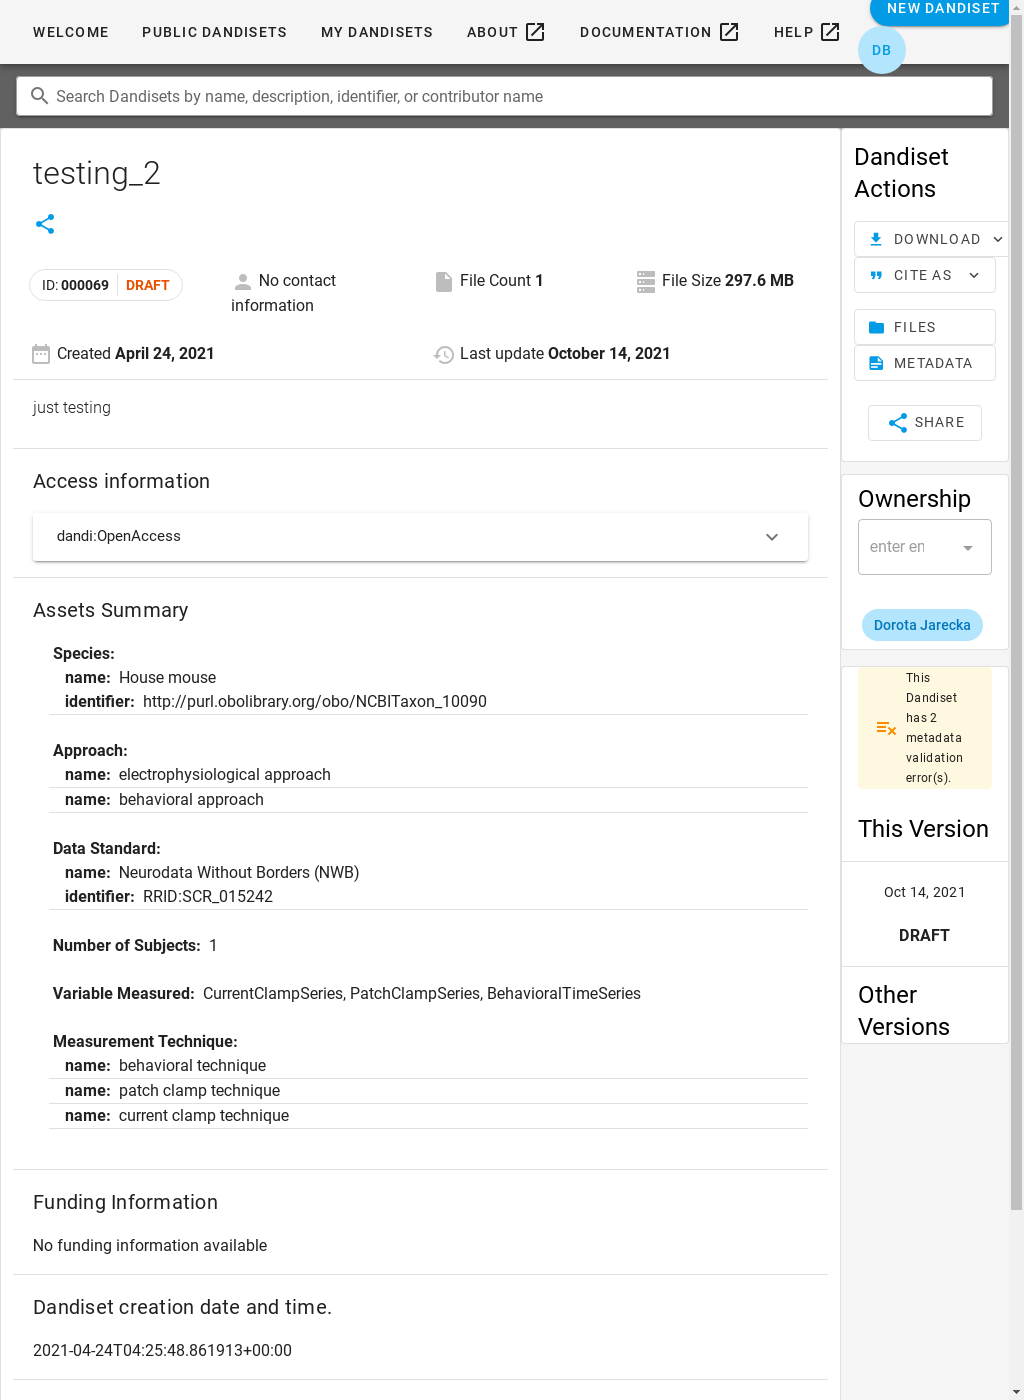 WELCOME PUBLIC DANDISETS MY DANDISETS ABOUT DOCUMENTATION HELP NEW DANDISET
DB
Search Dandisets by name, description, identifier, or contributor name
testing_2
ID: 000069 DRAFT
No contact information
File Count 1
File Size 297.6 MB
Created April 24, 2021
Last update October 14, 2021
just testing
Access information
dandi:OpenAccess
Assets Summary
Species:
name: House mouse
identifier: http://purl.obolibrary.org/obo/NCBITaxon_10090
Approach:
name: electrophysiological approach
name: behavioral approach
Data Standard:
name: Neurodata Without Borders (NWB)
identifier: RRID:SCR_015242
Number of Subjects: 1
Variable Measured: CurrentClampSeries, PatchClampSeries, BehavioralTimeSeries
Measurement Technique:
name: behavioral technique
name: patch clamp technique
name: current clamp technique
Funding Information
No funding information available
Dandiset creation date and time.
2021-04-24T04:25:48.861913+00:00
Dandiset
Actions
DOWNLOAD
CITE AS
FILES
METADATA
SHARE
Ownership
enter en
Dorota Jarecka
This
Dandiset
has 2
metadata
validation
error(s).
This Version
Oct 14, 2021
DRAFT
Other
Versions